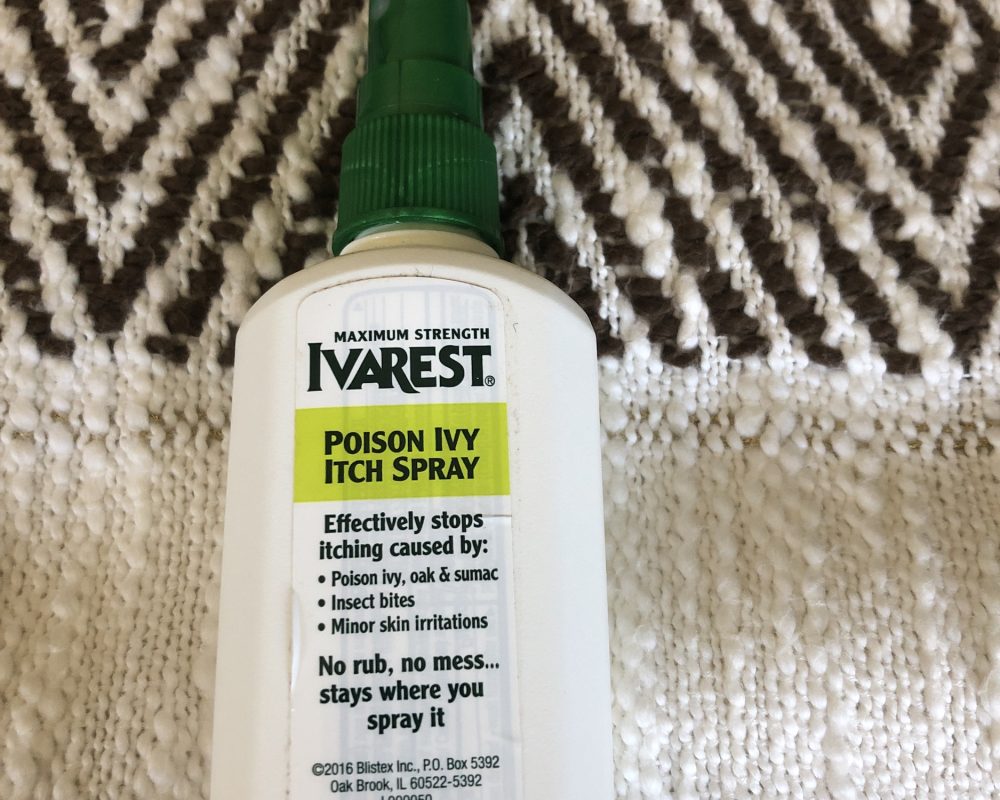 MAXIMUM STRENGTH
IVAREST®
POISON IVY
ITCH SPRAY
Effectively stops
itching caused by:
• Poison ivy, oak & sumac
• Insect bites
• Minor skin irritations
No rub, no mess...
stays where you
spray it
©2016 Blistex Inc., P.O. Box 5392
Oak Brook, IL 60522-5392